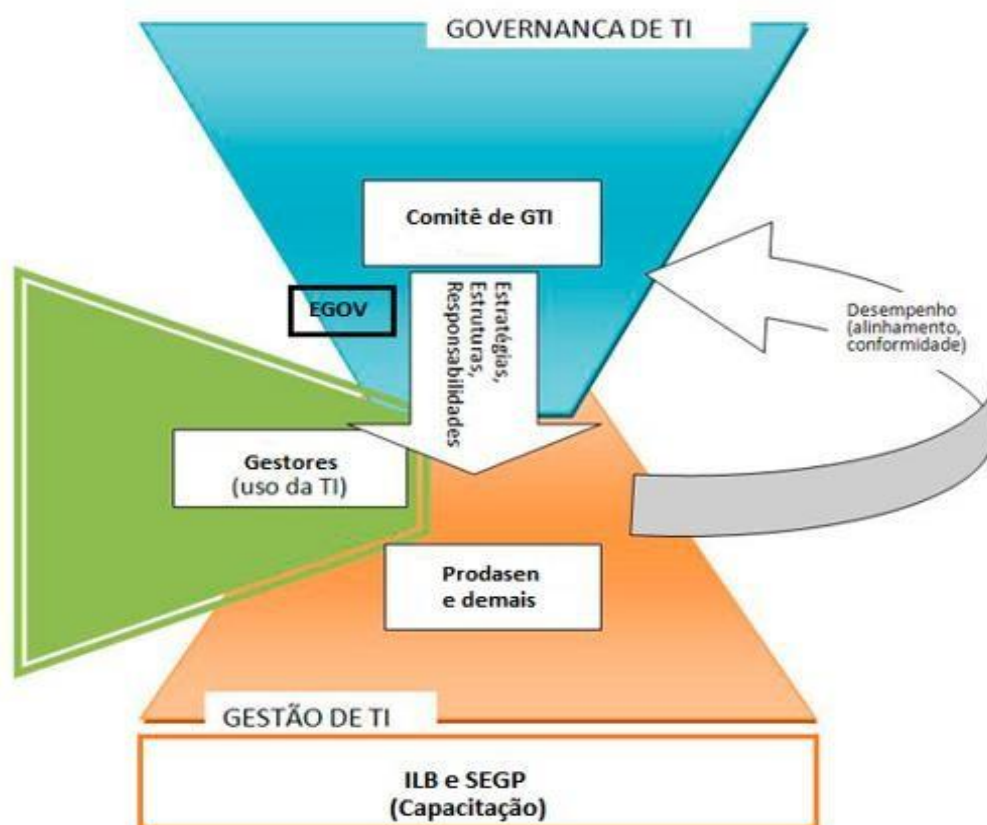 GOVERNANCA DE TI
Comitê de GTI
EGOV
Estratégias,
Estruturas,
Responsabilidades
Desempenho
(alinhamento,
conformidade)
Gestores
(uso da TI)
Prodasen
e demais
GESTÃO DE TI
ILB e SEGP
(Capacitação)